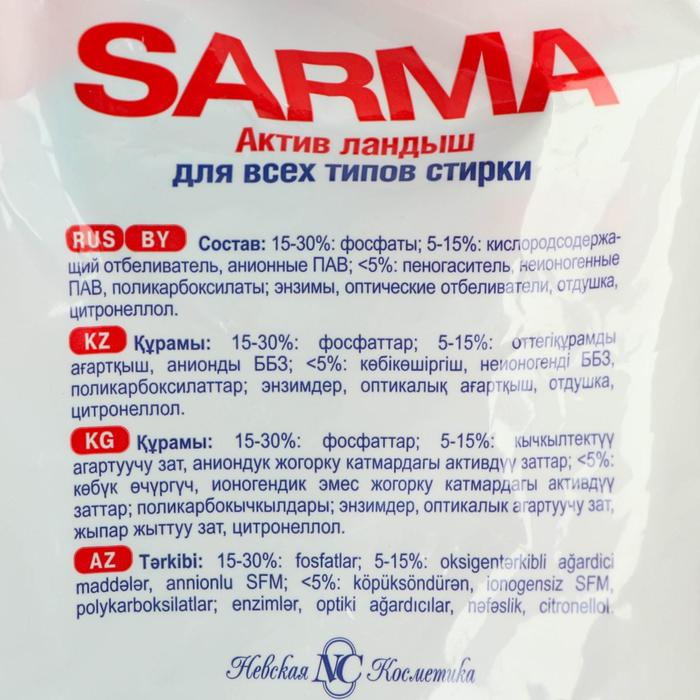 SARMA
Актив ландыш
для всех типов стирки
RUS BY Состав: 15-30%: фосфаты; 5-15%: кислородсодержа-
щий отбеливатель, анионные ПАВ; <5%: пеногаситель, неионогенные
ПАВ, поликарбоксилаты; энзимы, оптические отбеливатели, отдушка,
цитронеллол.
KZ Құрамы: 15-30%: фосфаттар; 5-15%: оттегіқұрамды
ағартқыш, анионды ББЗ; <5%: көбікөшіргіш, неионогенді ББЗ,
поликарбоксилаттар; энзимдер, оптикалық ағартқыш, отдушка,
цитронеллол.
KG Құрамы: 15-30%: фосфаттар; 5-15%: кычкылтектүү
агартуучу зат, аниондук жогорку катмардагы активдүү заттар; <5%:
көбүк өчүргүч, ионогендик эмес жогорку катмардагы активдүү
заттар; поликарбокычкылдары; энзимдер, оптикалык агартуучу зат,
жыпар жыттуу зат, цитронеллол.
AZ Tərkibi: 15-30%: fosfatlar; 5-15%: oksigentərkibli ağardici
maddələr, annionlu SFM; <5%: köpüksöndürən, ionogensiz SFM,
polykarboksilatlar; enzimlər, optiki ağardıcılar, nəfəslik, citronellol.
Невская NC Косметика